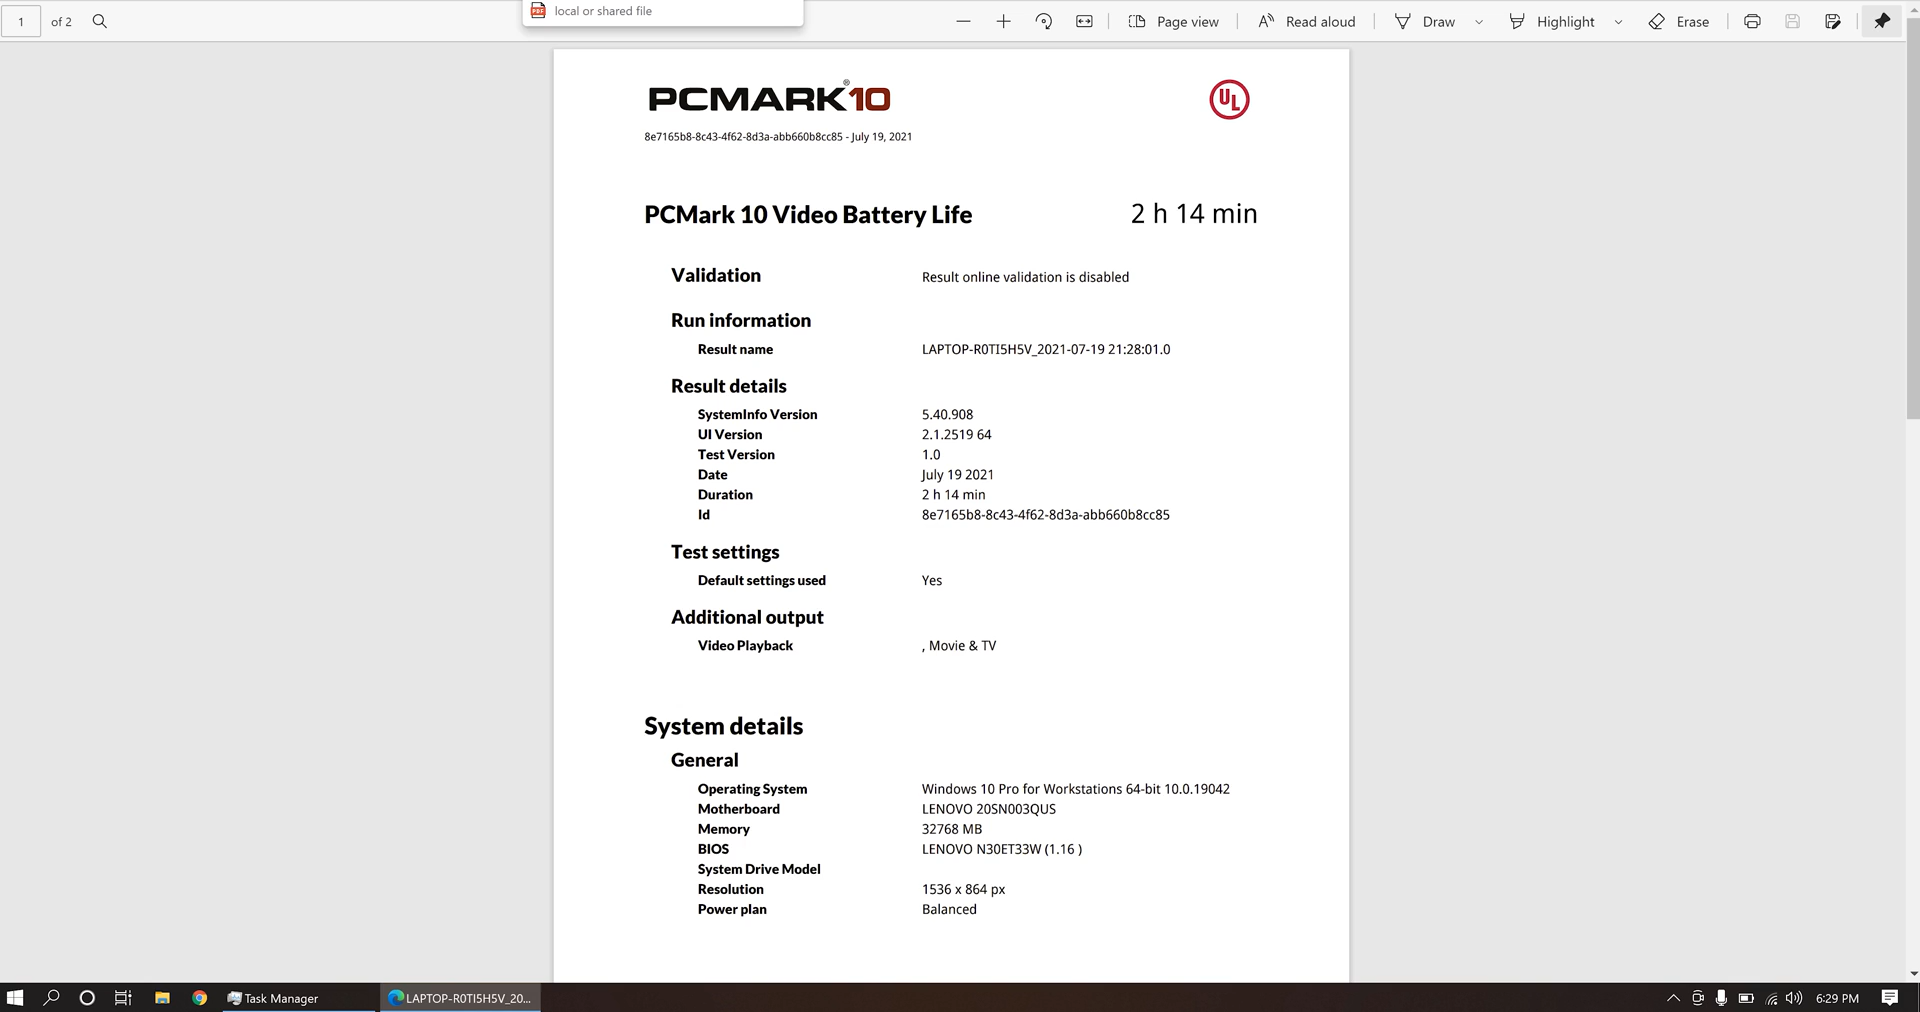 local or shared file
1 of 2
Page view
Read aloud
Draw
Highlight
Erase
PCMARK®10
UL
8e7165b8-8c43-4f62-8d3a-abb660b8cc85 - July 19, 2021
PCMark 10 Video Battery Life 2 h 14 min
Validation Result online validation is disabled
Run information
Result name LAPTOP-R0TI5H5V_2021-07-19 21:28:01.0
Result details
SystemInfo Version 5.40.908
UI Version 2.1.2519 64
Test Version 1.0
Date July 19 2021
Duration 2 h 14 min
Id 8e7165b8-8c43-4f62-8d3a-abb660b8cc85
Test settings
Default settings used Yes
Additional output
Video Playback , Movie & TV
System details
General
Operating System Windows 10 Pro for Workstations 64-bit 10.0.19042
Motherboard LENOVO 20SN003QUS
Memory 32768 MB
BIOS LENOVO N30ET33W (1.16 )
System Drive Model
Resolution 1536 x 864 px
Power plan Balanced
Task Manager
LAPTOP-R0TI5H5V_20...
6:29 PM